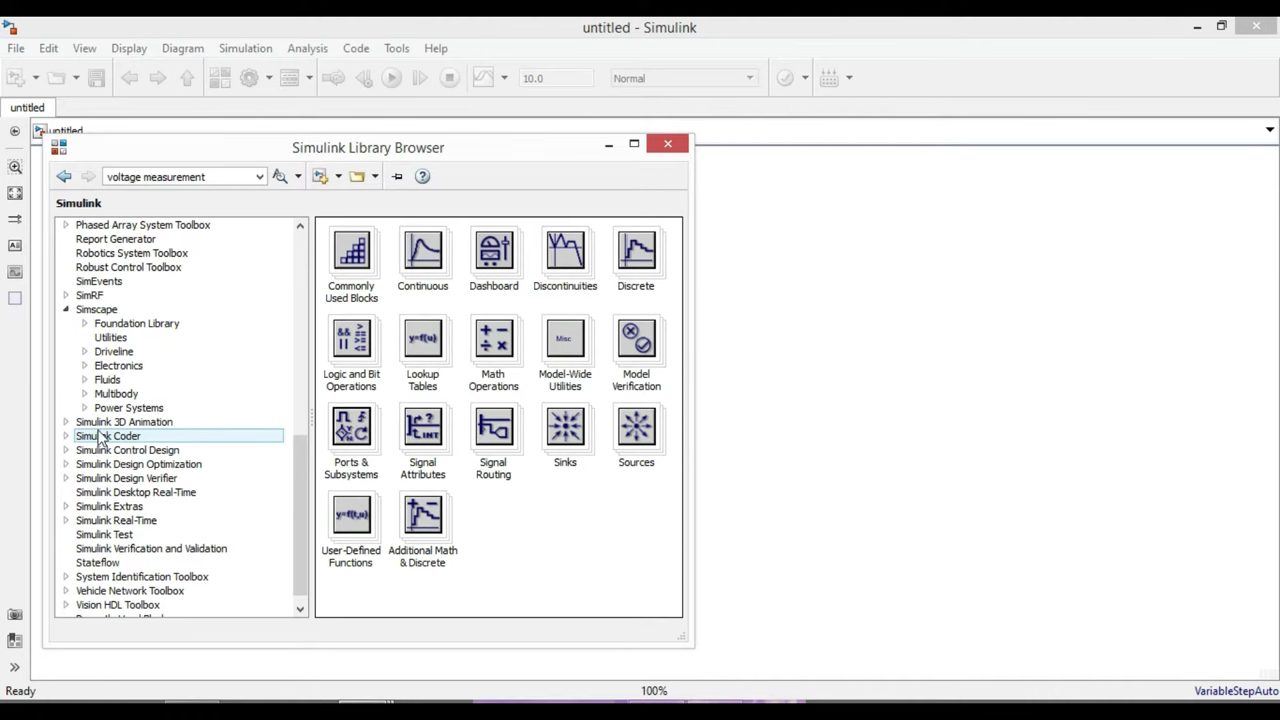 untitled - Simulink
File Edit View Display Diagram Simulation Analysis Code Tools Help
10.0 Normal
untitled
untitled
Simulink Library Browser
voltage measurement
Simulink
Phased Array System Toolbox
Report Generator
Robotics System Toolbox
Robust Control Toolbox
SimEvents
SimRF
Simscape
Foundation Library
Utilities
Driveline
Electronics
Fluids
Multibody
Power Systems
Simulink 3D Animation
Simulink Coder
Simulink Control Design
Simulink Design Optimization
Simulink Design Verifier
Simulink Desktop Real-Time
Simulink Extras
Simulink Real-Time
Simulink Test
Simulink Verification and Validation
Stateflow
System Identification Toolbox
Vehicle Network Toolbox
Vision HDL Toolbox
Commonly Used Blocks
Continuous
Dashboard
Discontinuities
Discrete
Logic and Bit Operations
y=f(u)
Lookup Tables
Math Operations
Misc
Model-Wide Utilities
Model Verification
Ports & Subsystems
Signal Attributes
Signal Routing
Sinks
Sources
y=f(t,u)
User-Defined Functions
Additional Math & Discrete
Ready 100% VariableStepAuto